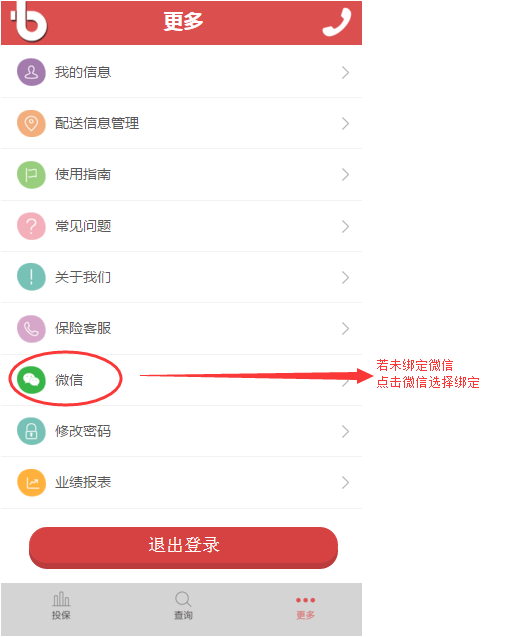 更多
我的信息
配送信息管理
使用指南
常见问题
关于我们
保险客服
微信
若未绑定微信
点击微信选择绑定
修改密码
业绩报表
退出登录
投保
查询
更多